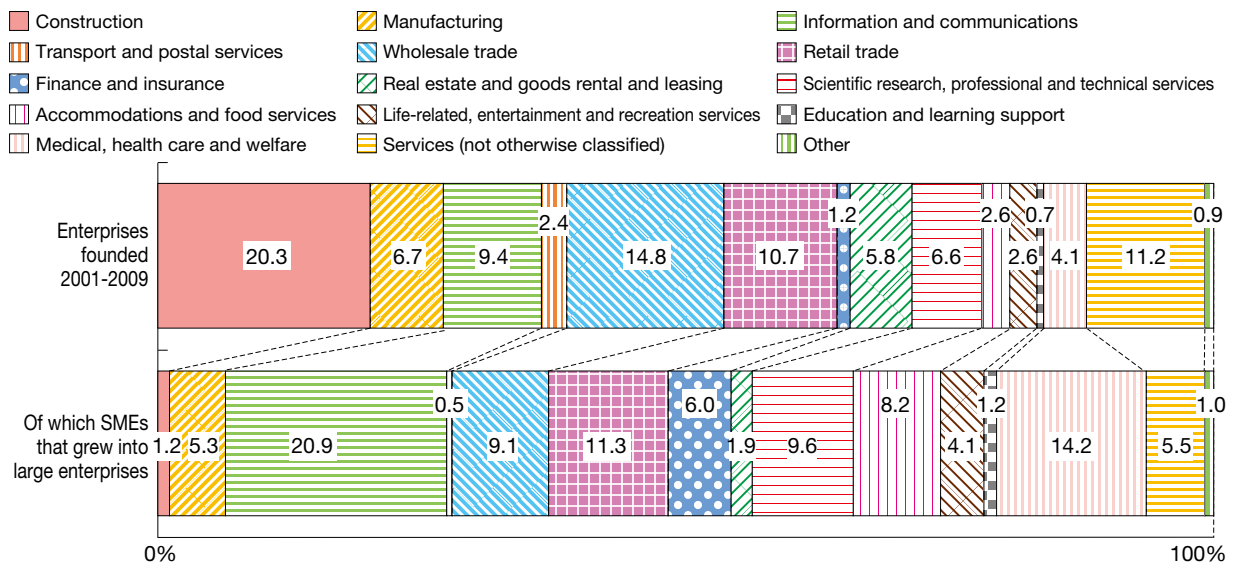 Construction
Manufacturing
Information and communications
Transport and postal services
Wholesale trade
Retail trade
Finance and insurance
Real estate and goods rental and leasing
Scientific research, professional and technical services
Accommodations and food services
Life-related, entertainment and recreation services
Education and learning support
Medical, health care and welfare
Services (not otherwise classified)
Other
Enterprises
founded
2001-2009
20.3
6.7
9.4
2.4
14.8
10.7
1.2
5.8
6.6
2.6
2.6
0.7
4.1
11.2
0.9
Of which SMEs
that grew into
large enterprises
1.2
5.3
20.9
0.5
9.1
11.3
6.0
1.9
9.6
8.2
4.1
1.2
14.2
5.5
1.0
0%
100%